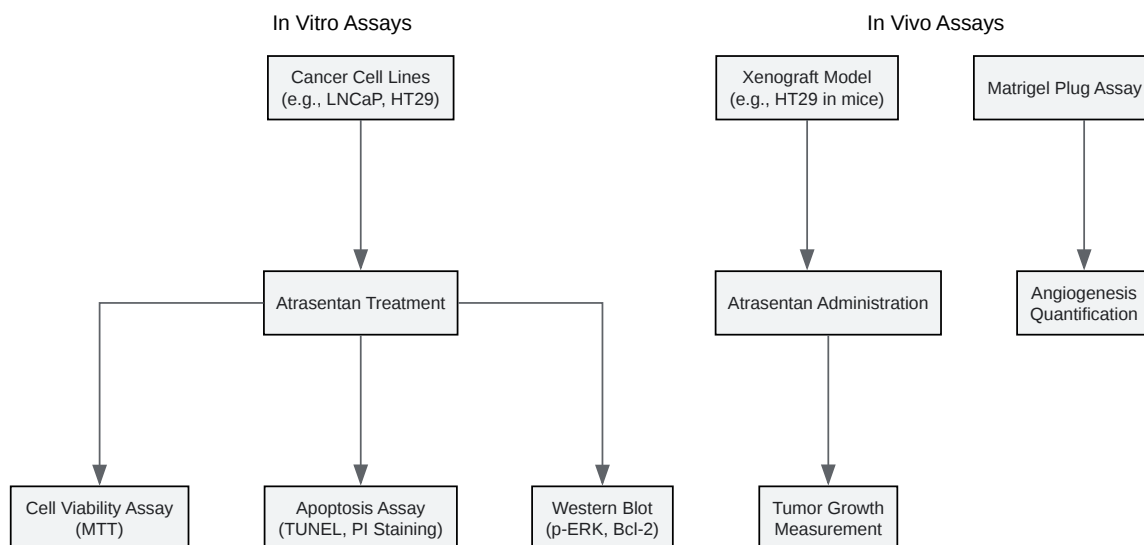 In Vitro Assays
In Vivo Assays
Cancer Cell Lines
(e.g., LNCaP, HT29)
Xenograft Model
(e.g., HT29 in mice)
Matrigel Plug Assay
Atrasentan Treatment
Atrasentan Administration
Angiogenesis
Quantification
Cell Viability Assay
(MTT)
Apoptosis Assay
(TUNEL, PI Staining)
Western Blot
(p-ERK, Bcl-2)
Tumor Growth
Measurement